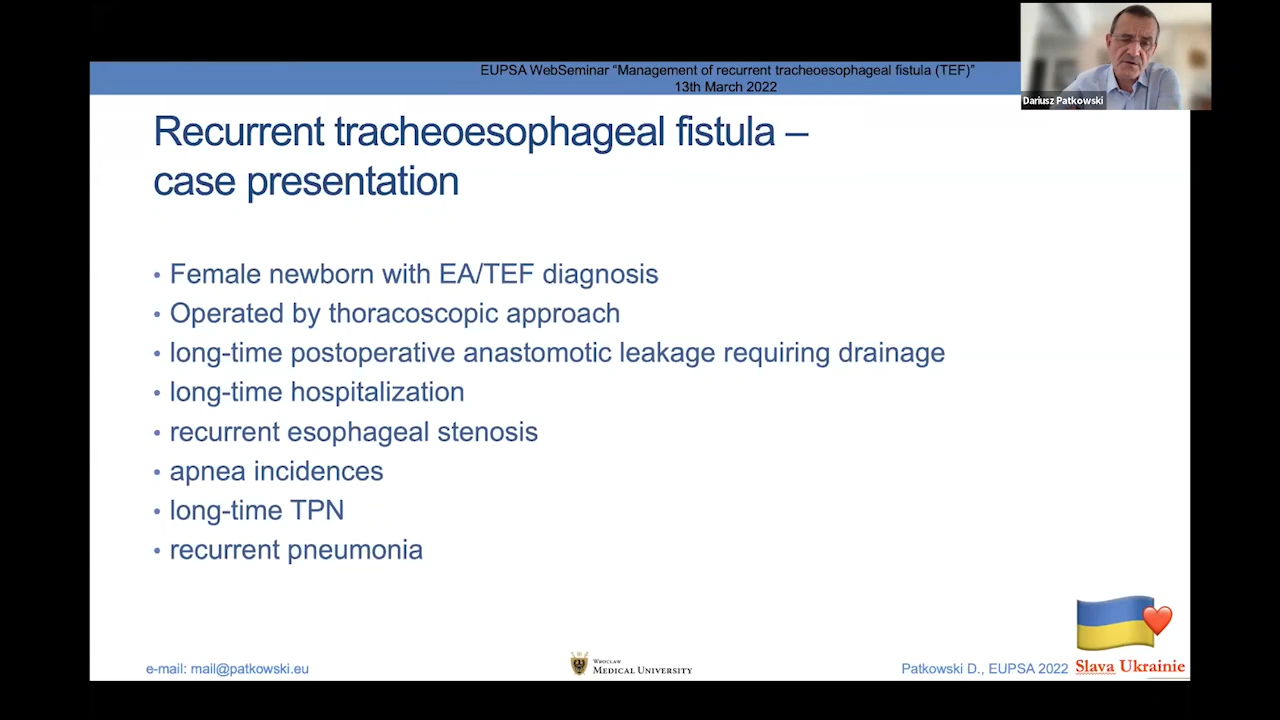 EUPSA WebSeminar “Management of recurrent tracheoesophageal fistula (TEF)”
13th March 2022
Dariusz Patkowski
Recurrent tracheoesophageal fistula –
case presentation
• Female newborn with EA/TEF diagnosis
• Operated by thoracoscopic approach
• long-time postoperative anastomotic leakage requiring drainage
• long-time hospitalization
• recurrent esophageal stenosis
• apnea incidences
• long-time TPN
• recurrent pneumonia
e-mail: mail@patkowski.eu
Wroclaw
Medical University
Patkowski D., EUPSA 2022
Slava Ukrainie